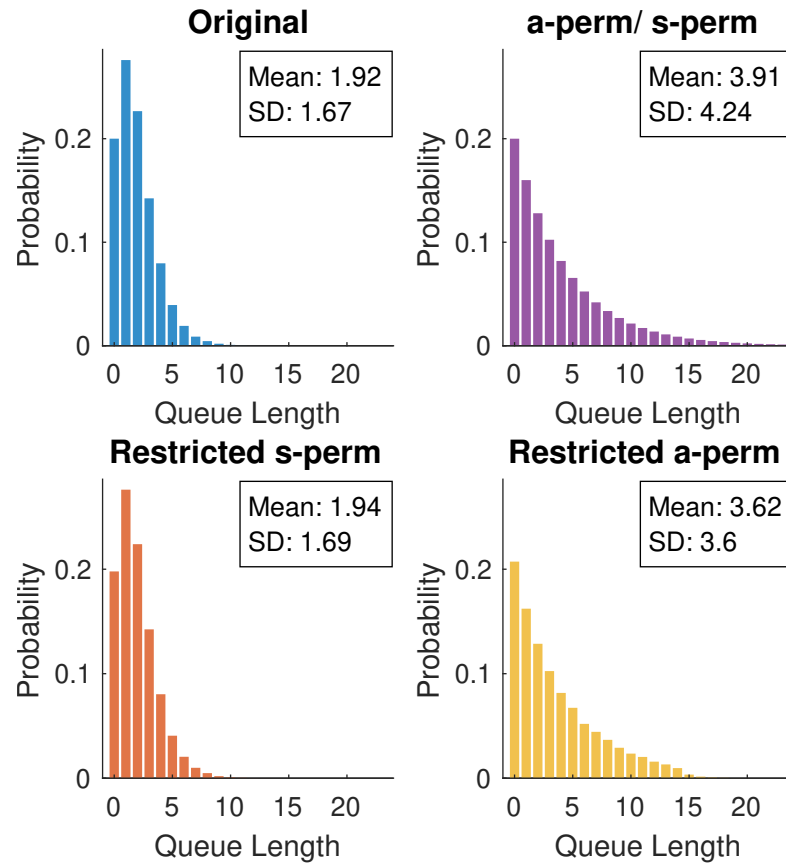 Original
Mean: 1.92
SD: 1.67
Probability
0.2
0.1
0
0 5 10 15 20
Queue Length
a-perm/ s-perm
Mean: 3.91
SD: 4.24
Probability
0.2
0.1
0
0 5 10 15 20
Queue Length
Restricted s-perm
Mean: 1.94
SD: 1.69
Probability
0.2
0.1
0
0 5 10 15 20
Queue Length
Restricted a-perm
Mean: 3.62
SD: 3.6
Probability
0.2
0.1
0
0 5 10 15 20
Queue Length